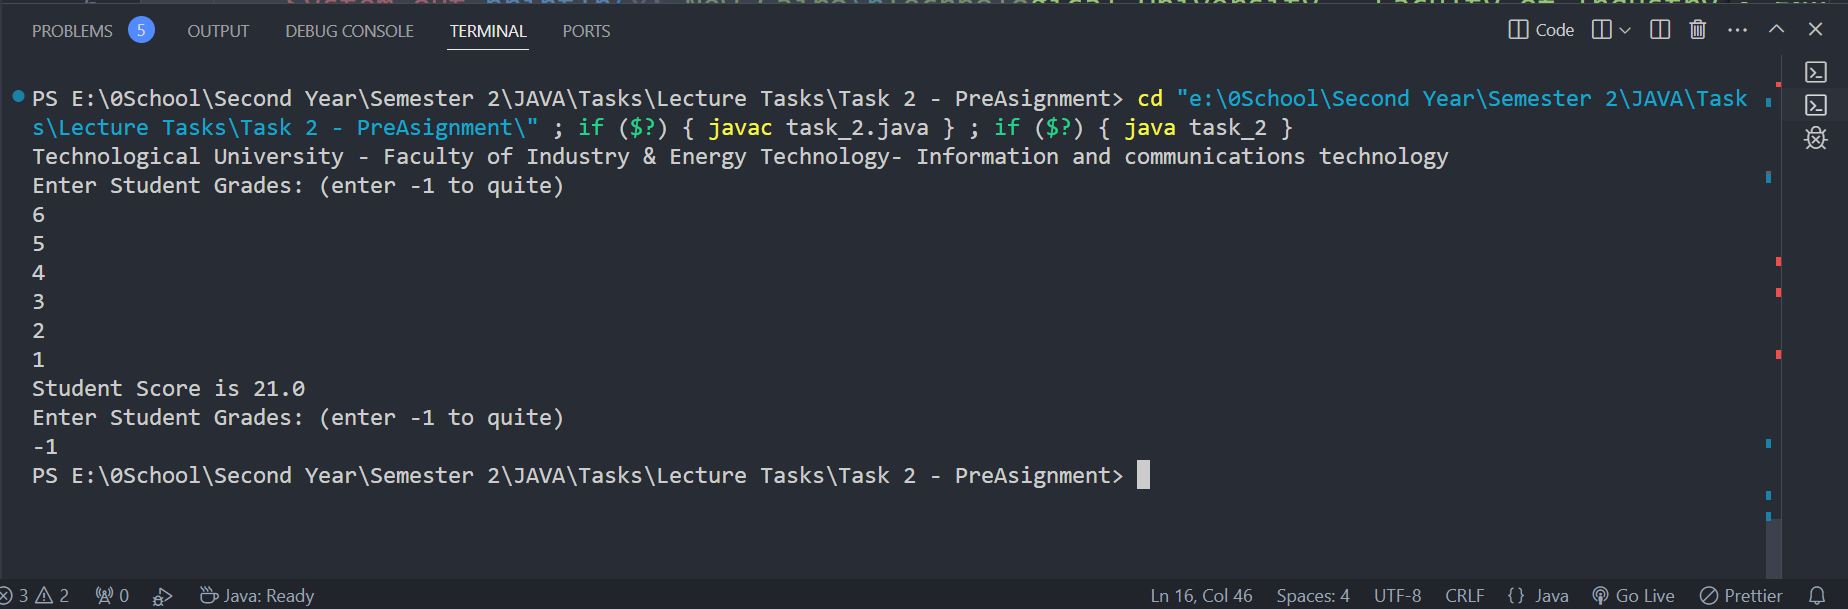 PROBLEMS 5 OUTPUT DEBUG CONSOLE TERMINAL PORTS Code
PS E:\0School\Second Year\Semester 2\JAVA\Tasks\Lecture Tasks\Task 2 - PreAsignment> cd "e:\0School\Second Year\Semester 2\JAVA\Task
s\Lecture Tasks\Task 2 - PreAsignment\" ; if ($?) { javac task_2.java } ; if ($?) { java task_2 }
Technological University - Faculty of Industry & Energy Technology- Information and communications technology
Enter Student Grades: (enter -1 to quite)
6
5
4
3
2
1
Student Score is 21.0
Enter Student Grades: (enter -1 to quite)
-1
PS E:\0School\Second Year\Semester 2\JAVA\Tasks\Lecture Tasks\Task 2 - PreAsignment>
3 2 0 Java: Ready Ln 16, Col 46 Spaces: 4 UTF-8 CRLF {} Java Go Live Prettier